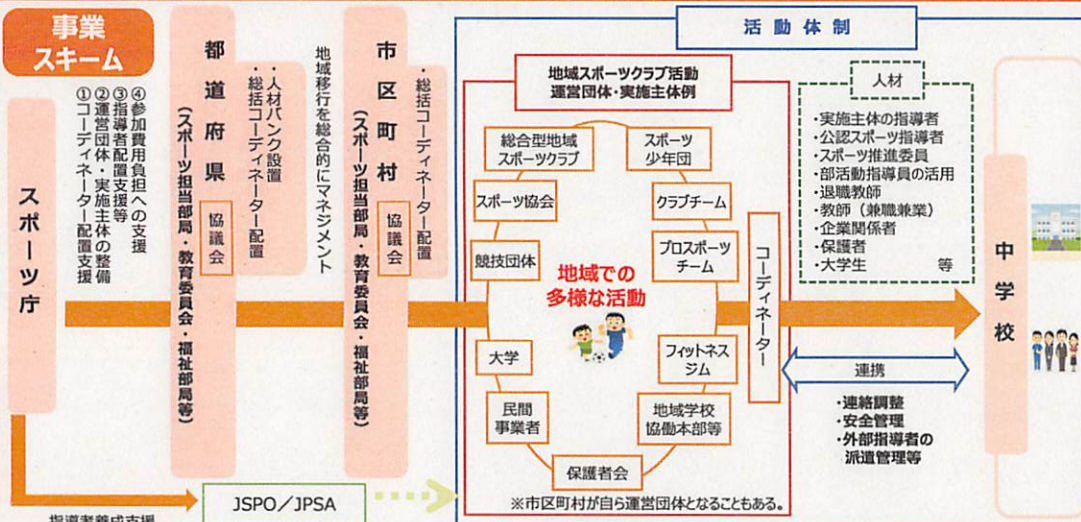 事業
スキーム
スポーツ庁
④参加費用負担への支援
③指導者配置支援等
②運営団体・実施主体の整備
①コーディネーター配置支援
都道府県
(スポーツ担当部局・教育委員会・福祉部局等)
協議会
・人材バンク設置
・総括コーディネーター配置
地域移行を総合的にマネジメント
市区町村
(スポーツ担当部局・教育委員会・福祉部局等)
協議会
・総括コーディネーター配置
活動体制
地域スポーツクラブ活動
運営団体・実施主体例
総合型地域
スポーツクラブ
スポーツ
少年団
スポーツ協会
クラブチーム
競技団体
プロスポーツ
チーム
地域での
多様な活動
大学
フィットネス
ジム
民間
事業者
地域学校
協働本部等
保護者会
※市区町村が自ら運営団体となることもある。
コーディネーター
人材
・実施主体の指導者
・公認スポーツ指導者
・スポーツ推進委員
・部活動指導員の活用
・退職教師
・教師(兼職兼業)
・企業関係者
・保護者
・大学生 等
連携
・連絡調整
・安全管理
・外部指導者の
派遣管理等
中学校
JSPO/JPSA
指導者養成支援